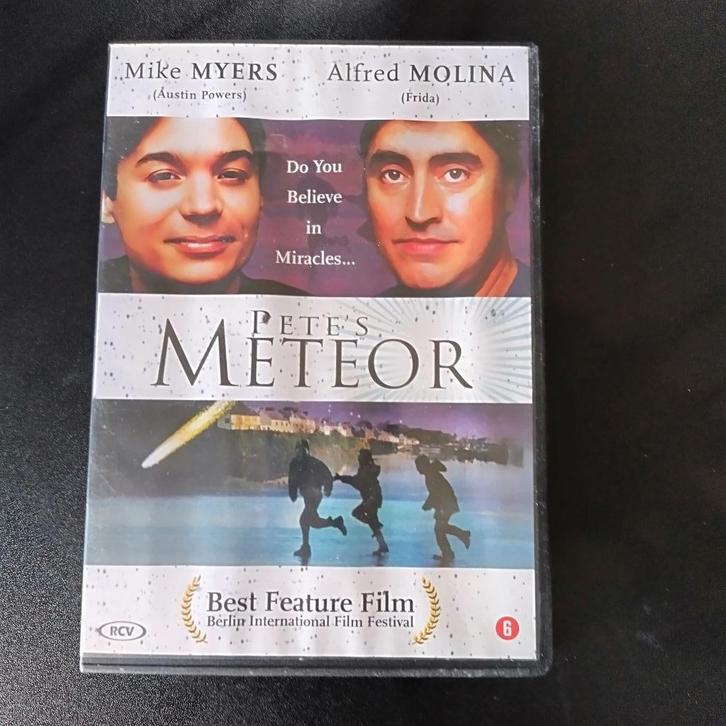 Mike MYERS Alfred MOLINA
(Austin Powers) (Frida)
Do You
Believe
in
Miracles...
PETE'S
METEOR
Best Feature Film
Berlin International Film Festival
RCV 6